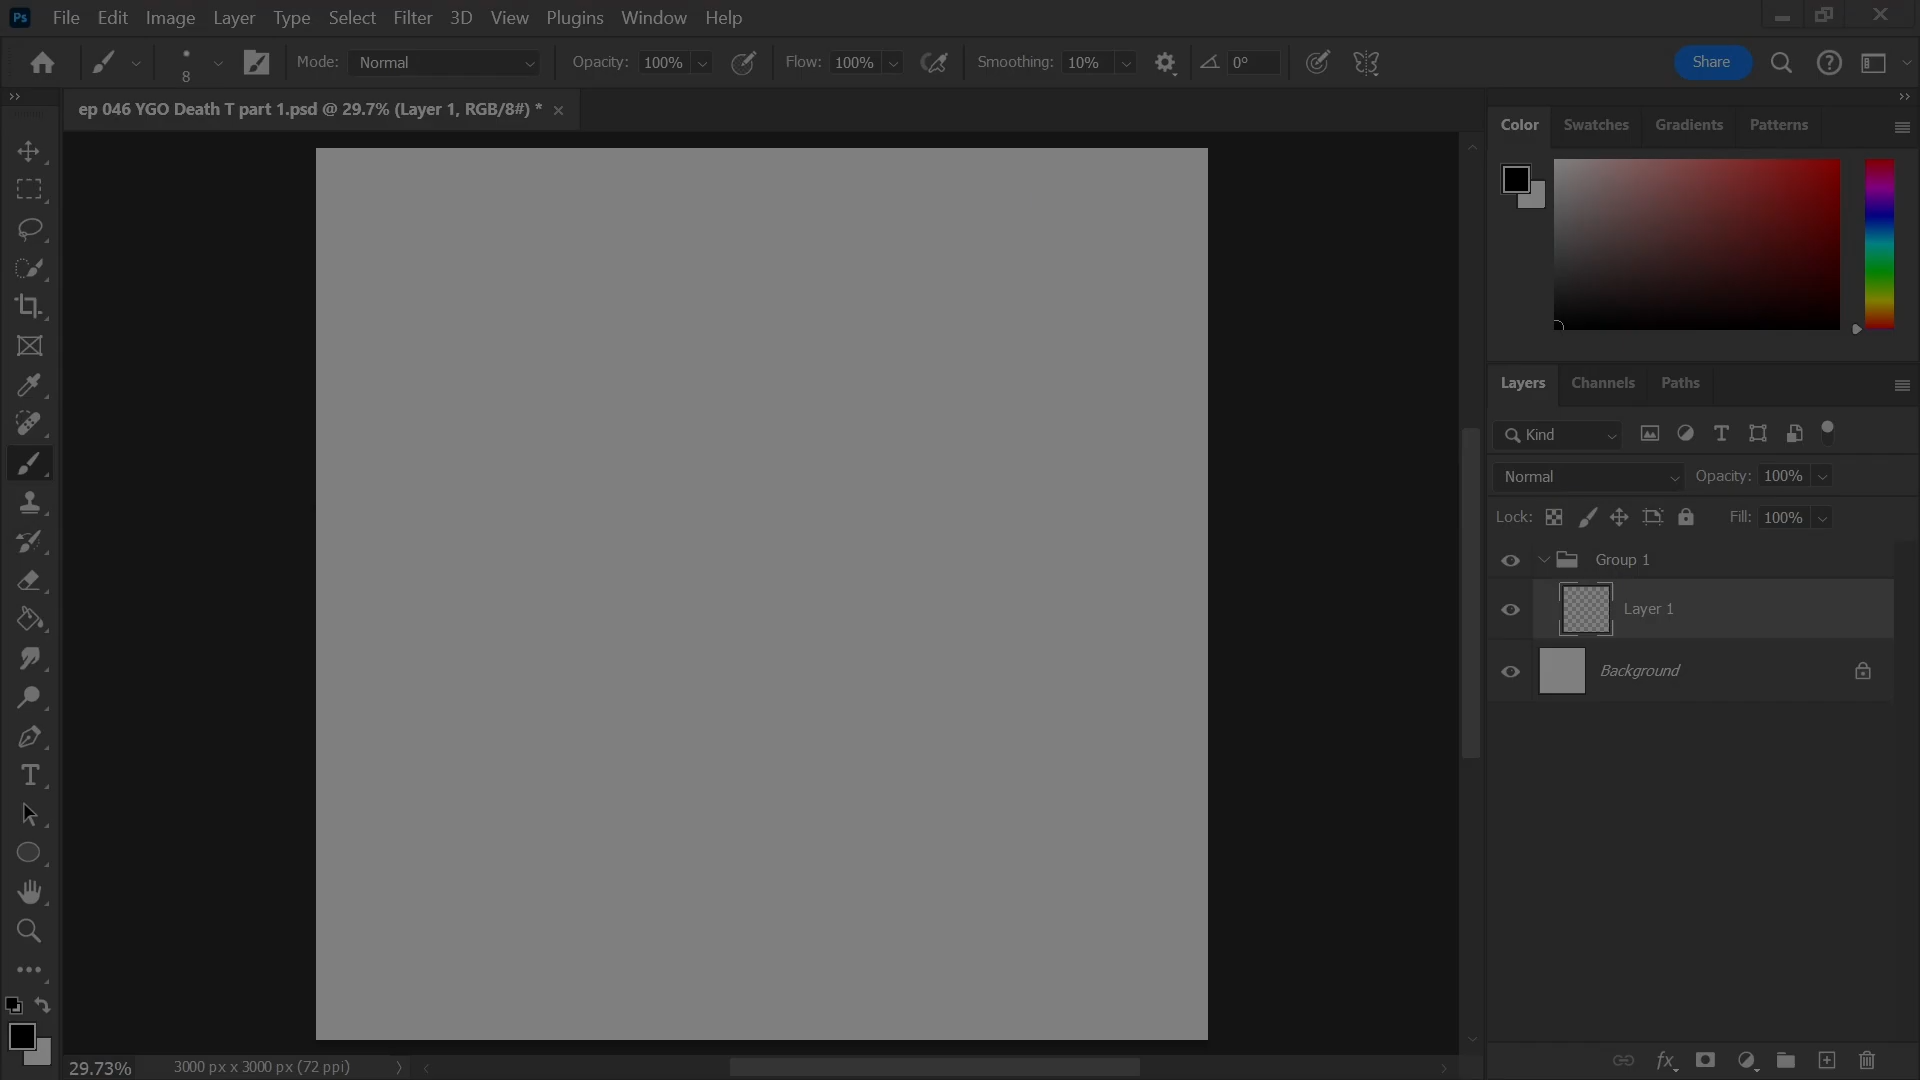 Ps File Edit Image Layer Type Select Filter 3D View Plugins Window Help
8 Mode: Normal Opacity: 100% Flow: 100% Smoothing: 10% 0° Share
ep 046 YGO Death T part 1.psd @ 29.7% (Layer 1, RGB/8#) *
Color Swatches Gradients Patterns
Layers Channels Paths
Kind
Normal Opacity: 100%
Lock: Fill: 100%
Group 1
Layer 1
Background
29.73% 3000 px x 3000 px (72 ppi)
fx